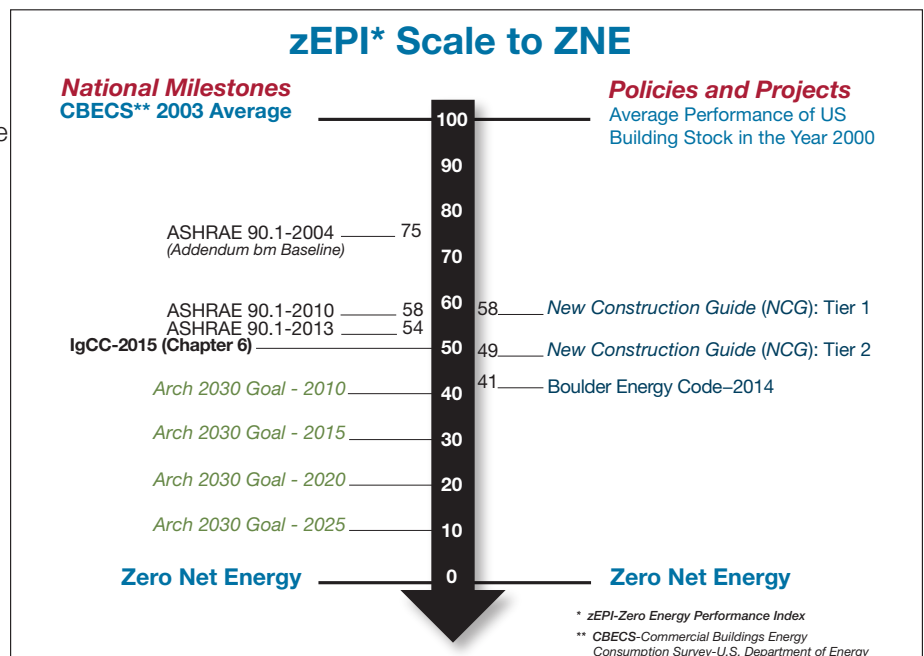 zEPI* Scale to ZNE
National Milestones
CBECS** 2003 Average
Policies and Projects
Average Performance of US
Building Stock in the Year 2000
e
100
90
80
ASHRAE 90.1-2004 75
(Addendum bm Baseline)
70
60
ASHRAE 90.1-2010 58
58 New Construction Guide (NCG): Tier 1
ASHRAE 90.1-2013 54
IgCC-2015 (Chapter 6) 50
49 New Construction Guide (NCG): Tier 2
41 Boulder Energy Code–2014
Arch 2030 Goal - 2010 40
Arch 2030 Goal - 2015 30
Arch 2030 Goal - 2020 20
Arch 2030 Goal - 2025 10
Zero Net Energy 0 Zero Net Energy
* zEPI-Zero Energy Performance Index
** CBECS-Commercial Buildings Energy
Consumption Survey-U.S. Department of Energy